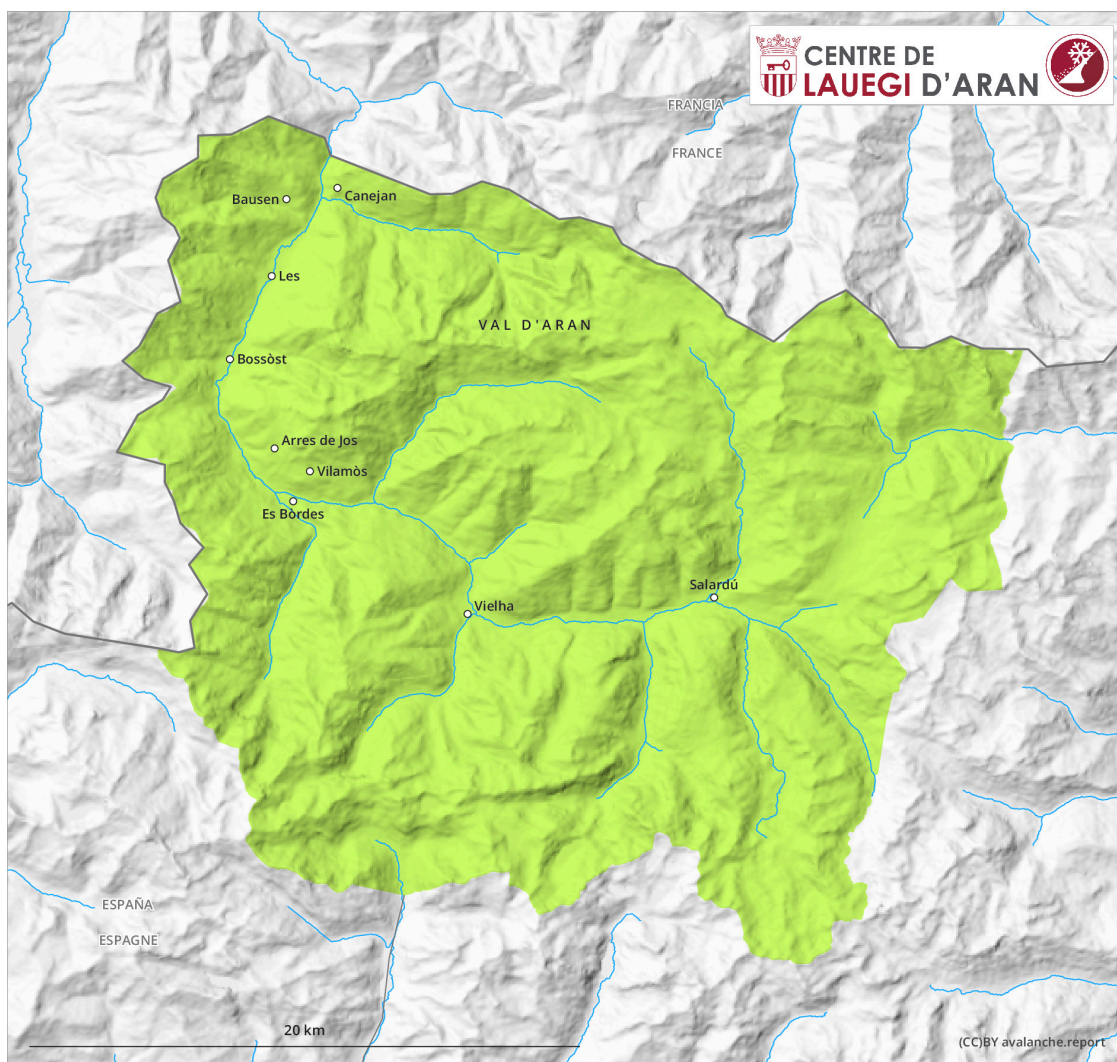 CENTRE DE
LAUEGI D'ARAN
FRANCIA
FRANCE
Bausen
Canejan
Les
VAL D'ARAN
Bossòst
Arres de Jos
Vilamòs
Es Bòrdes
Salardú
Vielha
ESPAÑA
ESPAGNE
20 km
(CC)BY avalanche.report